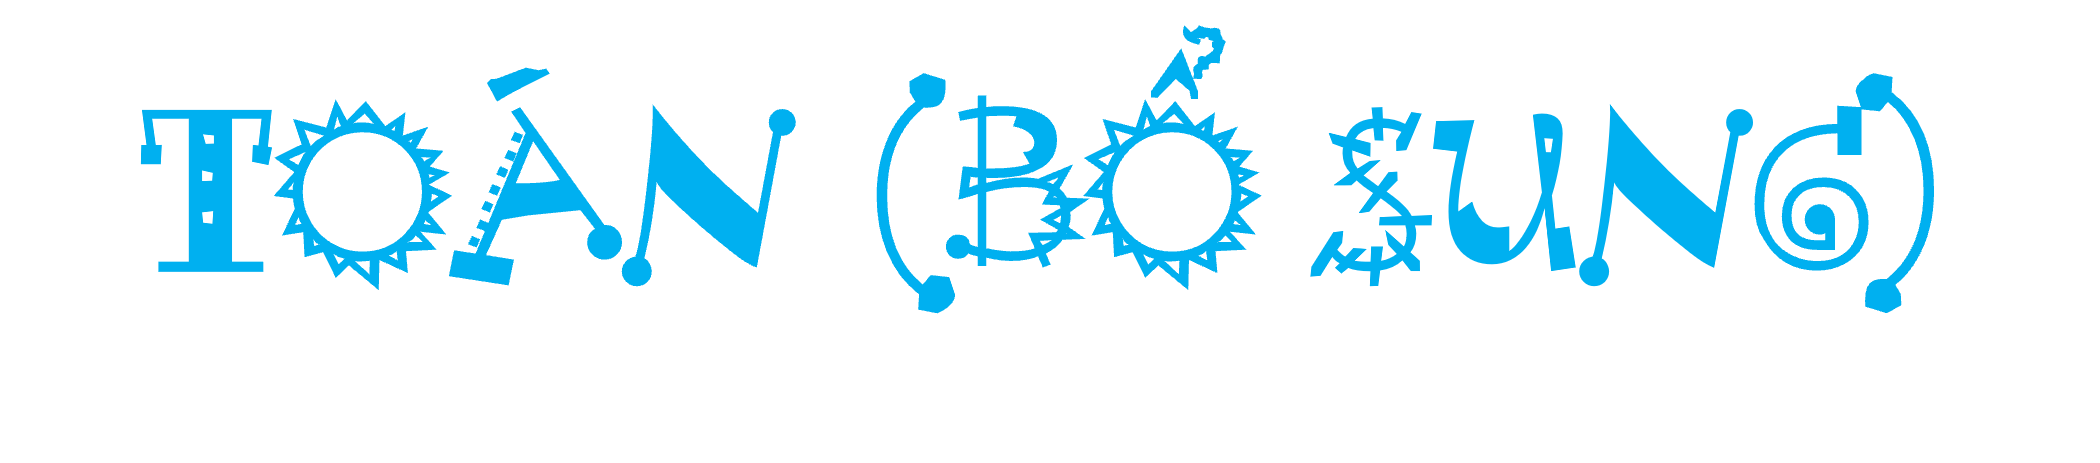 TOÁN (BỔ SUNG)